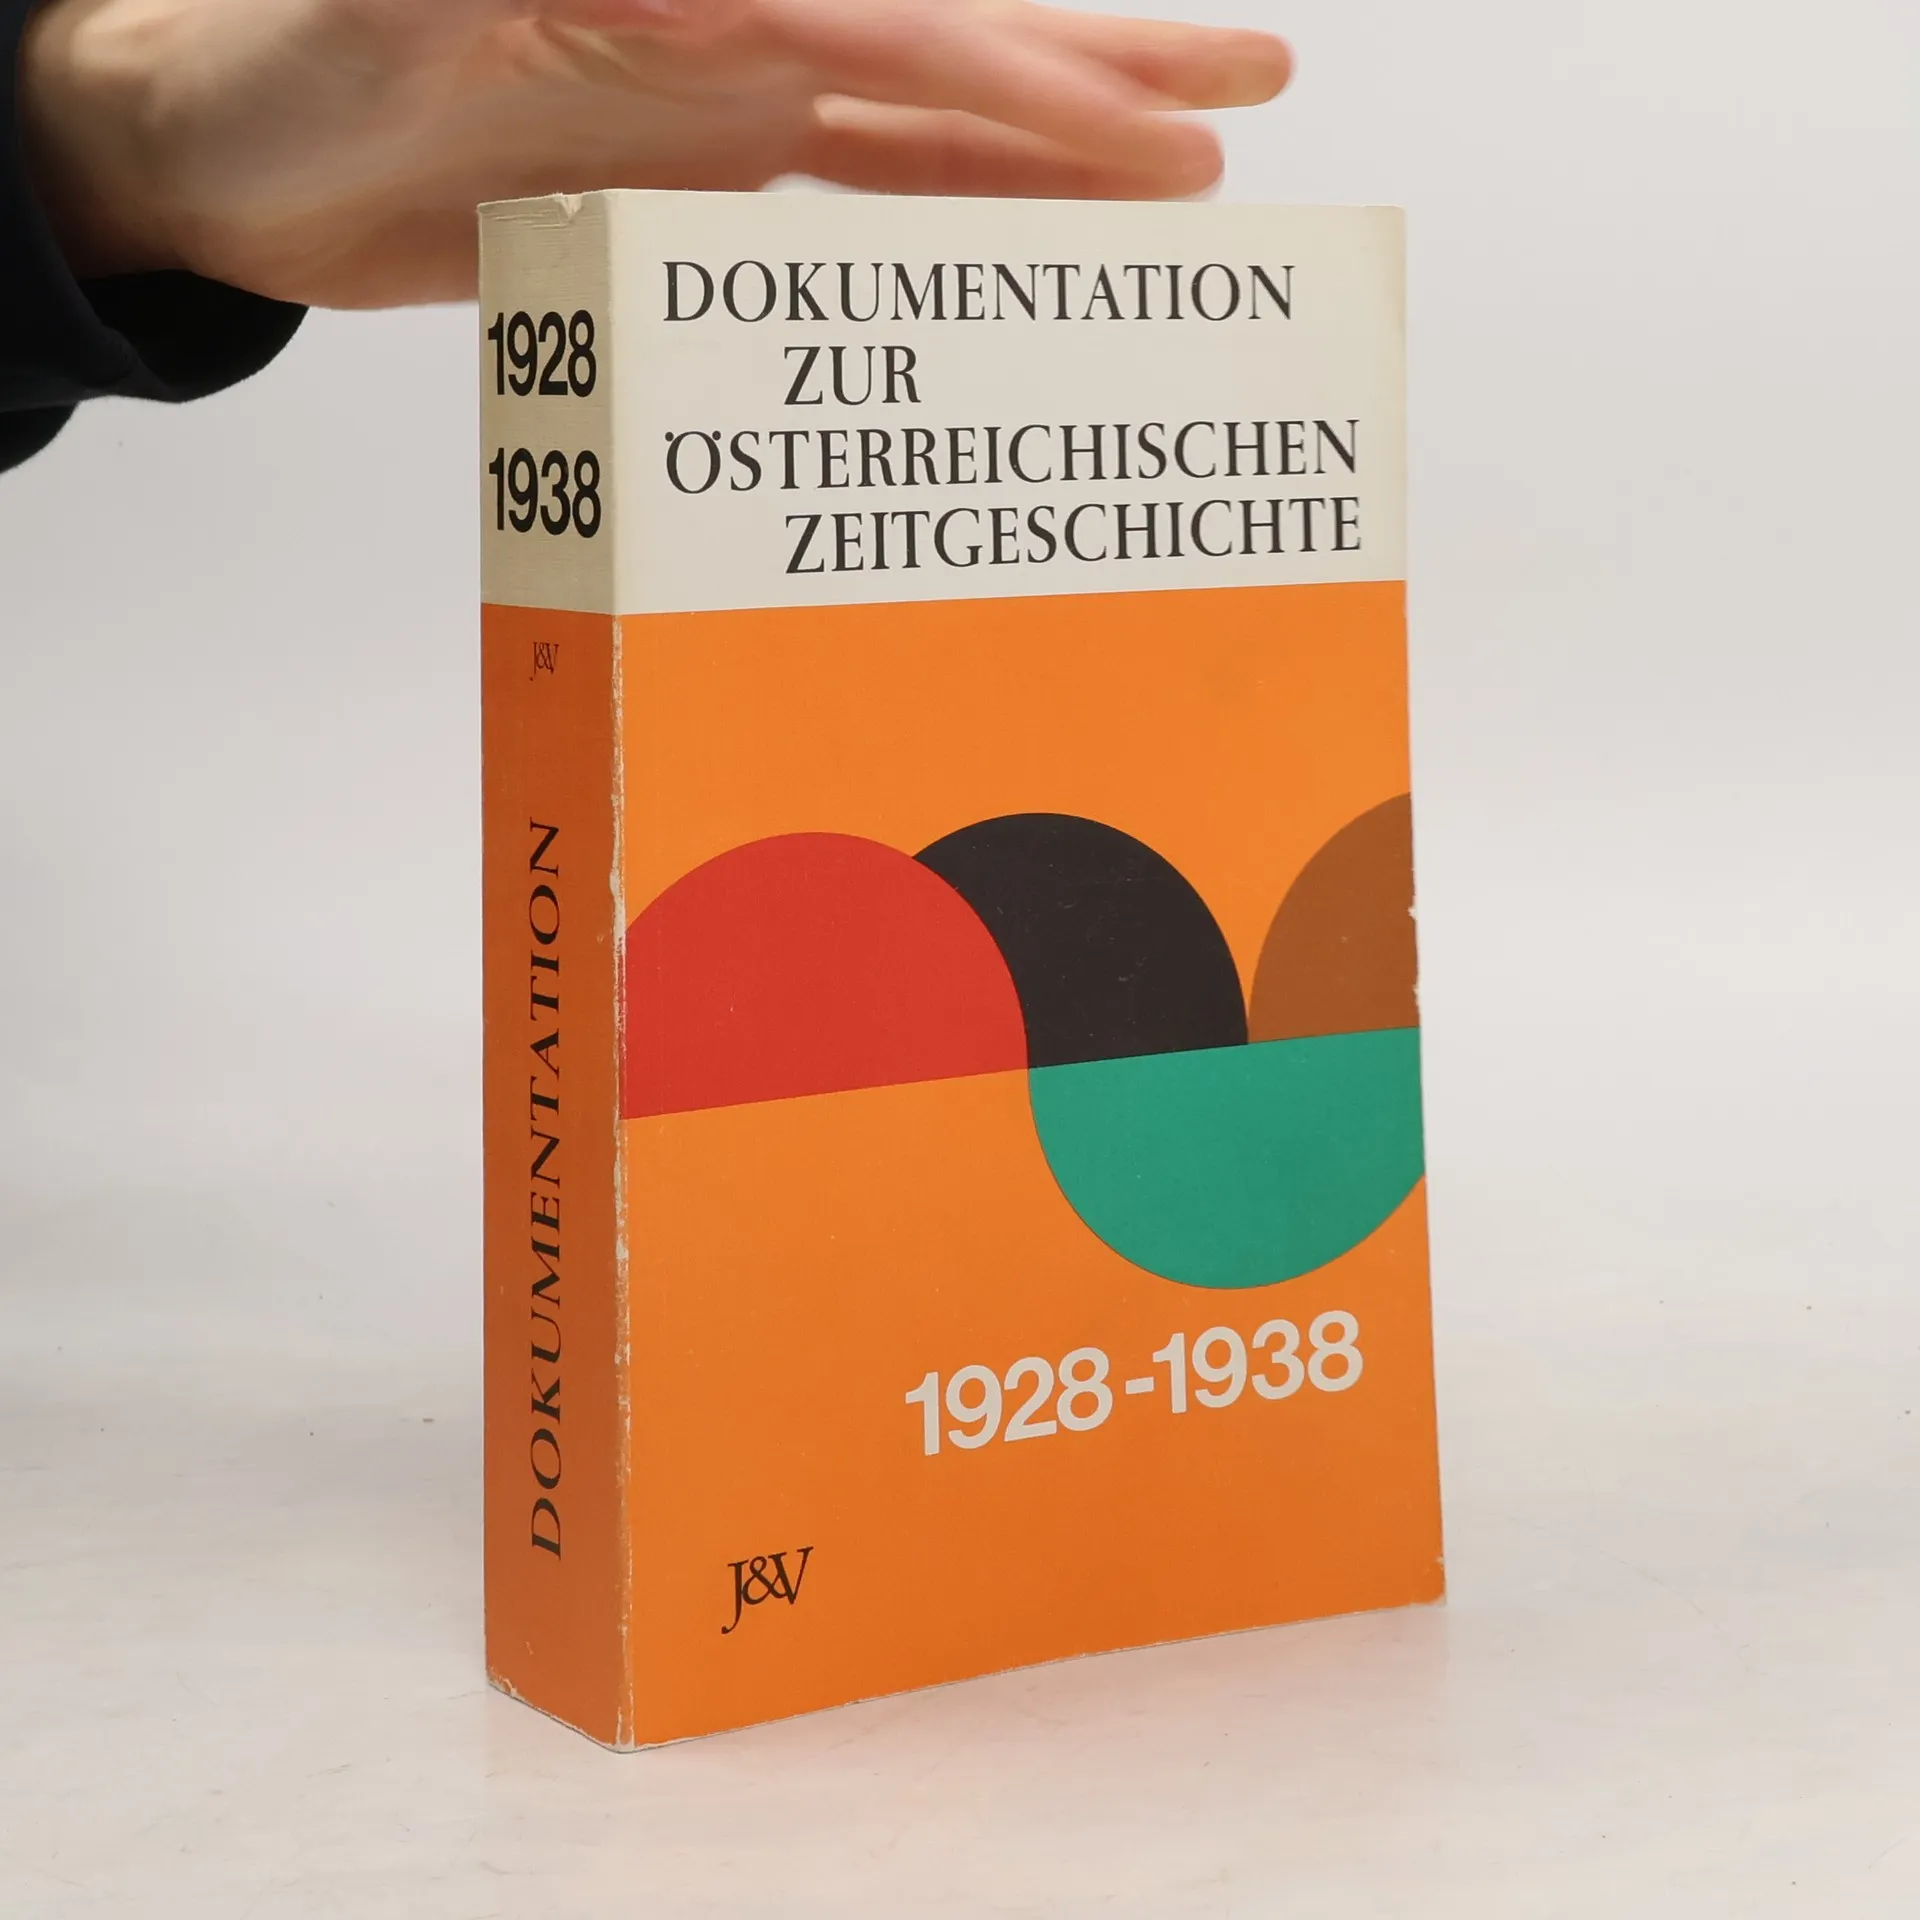 1928
1938
J&V
DOKUMENTATION
DOKUMENTATION
ZUR
ÖSTERREICHISCHEN
ZEITGESCHICHTE
1928-1938
J&V